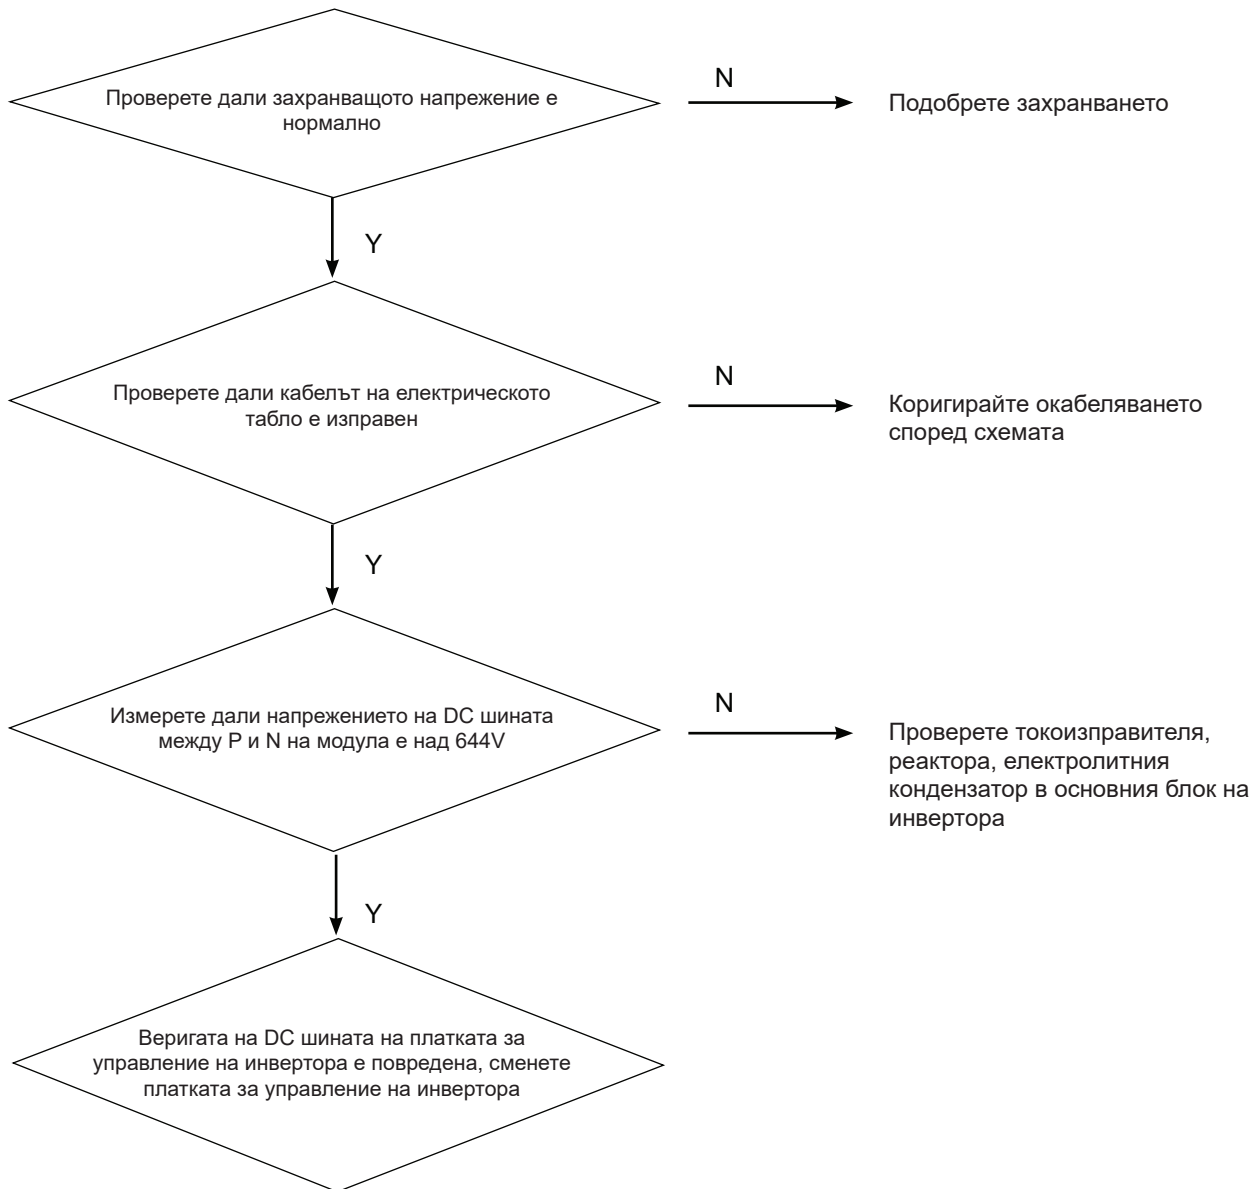 Проверете дали захранващото напрежение е
нормално
N
Подобрете захранването
Y
Проверете дали кабелът на електрическото
табло е изправен
N
Коригирайте окабеляването
според схемата
Y
Измерете дали напрежението на DC шината
между P и N на модула е над 644V
N
Проверете токоизправителя,
реактора, електролитния
кондензатор в основния блок на
инвертора
Y
Веригата на DC шината на платката за
управление на инвертора е повредена, сменете
платката за управление на инвертора